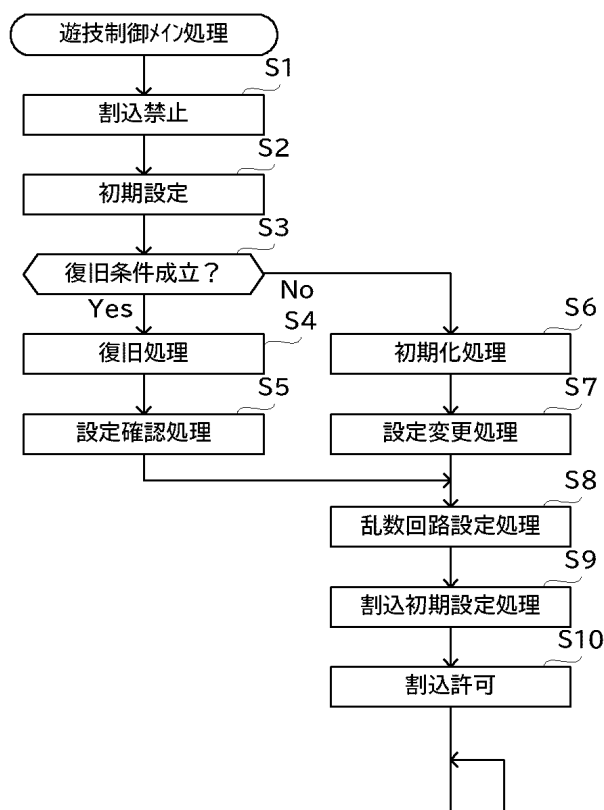 遊技制御ﾒｲﾝ処理
S1
割込禁止
S2
初期設定
S3
復旧条件成立？
Yes
No
S4
復旧処理
S5
設定確認処理
S6
初期化処理
S7
設定変更処理
S8
乱数回路設定処理
S9
割込初期設定処理
S10
割込許可